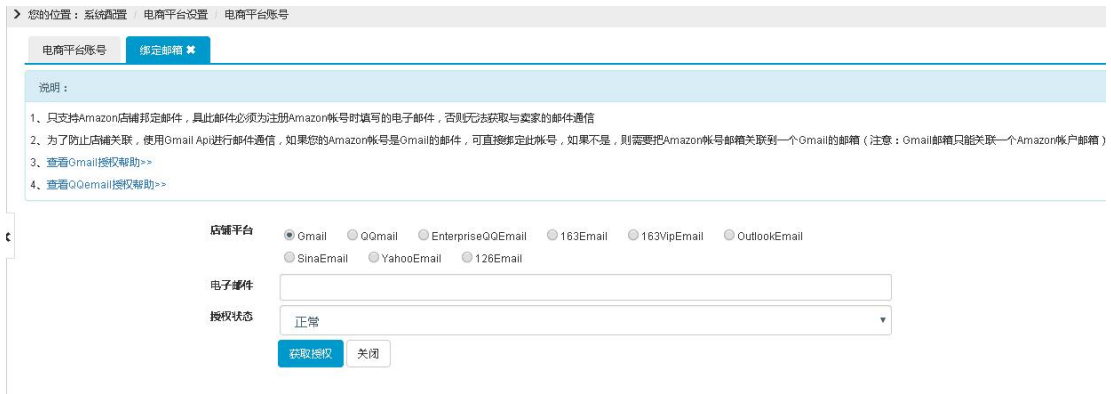 您的位置：系统配置 / 电商平台设置 / 电商平台账号
电商平台账号 绑定邮箱 ✖
说明：
1、只支持Amazon店铺邦定邮件，具此邮件必须为注册Amazon帐号时填写的电子邮件，否则无法获取与卖家的邮件通信
2、为了防止店铺关联，使用Gmail Api进行邮件通信，如果您的Amazon帐号是Gmail的邮件，可直接绑定此帐号，如果不是，则需要把Amazon帐号邮箱关联到一个Gmail的邮箱（注意：Gmail邮箱只能关联一个Amazon帐户邮箱）
3、查看Gmail授权帮助>>
4、查看QQemail授权帮助>>
店铺平台 Gmail QQmail EnterpriseQQEmail 163Email 163VipEmail OutlookEmail
SinaEmail YahooEmail 126Email
电子邮件
授权状态 正常
获取授权 关闭